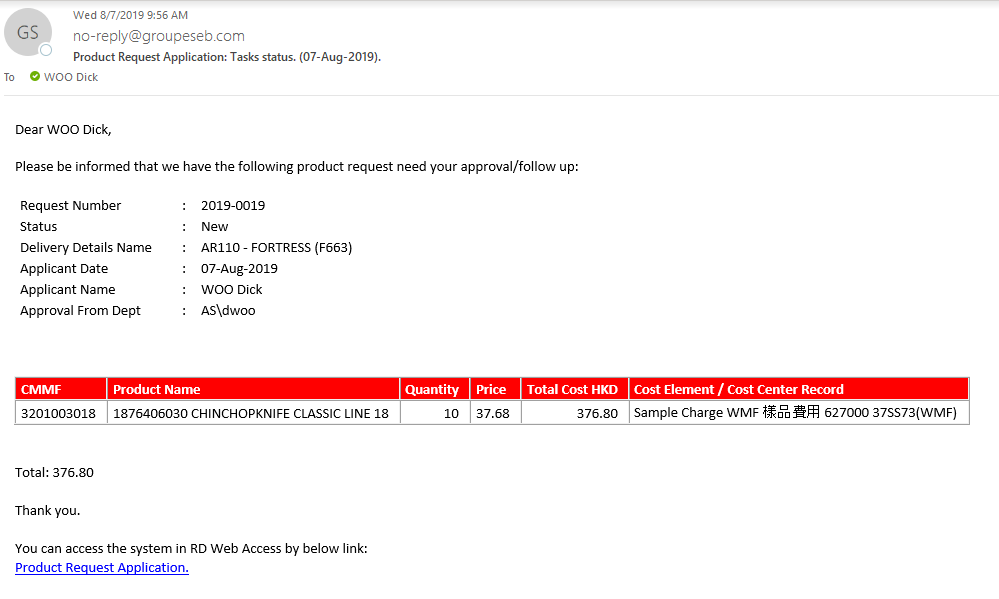 GS
Wed 8/7/2019 9:56 AM
no-reply@groupeseb.com
Product Request Application: Tasks status. (07-Aug-2019).
To WOO Dick
Dear WOO Dick,
Please be informed that we have the following product request need your approval/follow up:
Request Number : 2019-0019
Status : New
Delivery Details Name : AR110 - FORTRESS (F663)
Applicant Date : 07-Aug-2019
Applicant Name : WOO Dick
Approval From Dept : AS\dwoo
CMMF Product Name Quantity Price Total Cost HKD Cost Element / Cost Center Record
3201003018 1876406030 CHINCHOPKNIFE CLASSIC LINE 18 10 37.68 376.80 Sample Charge WMF 樣品費用 627000 37SS73(WMF)
Total: 376.80
Thank you.
You can access the system in RD Web Access by below link:
Product Request Application.